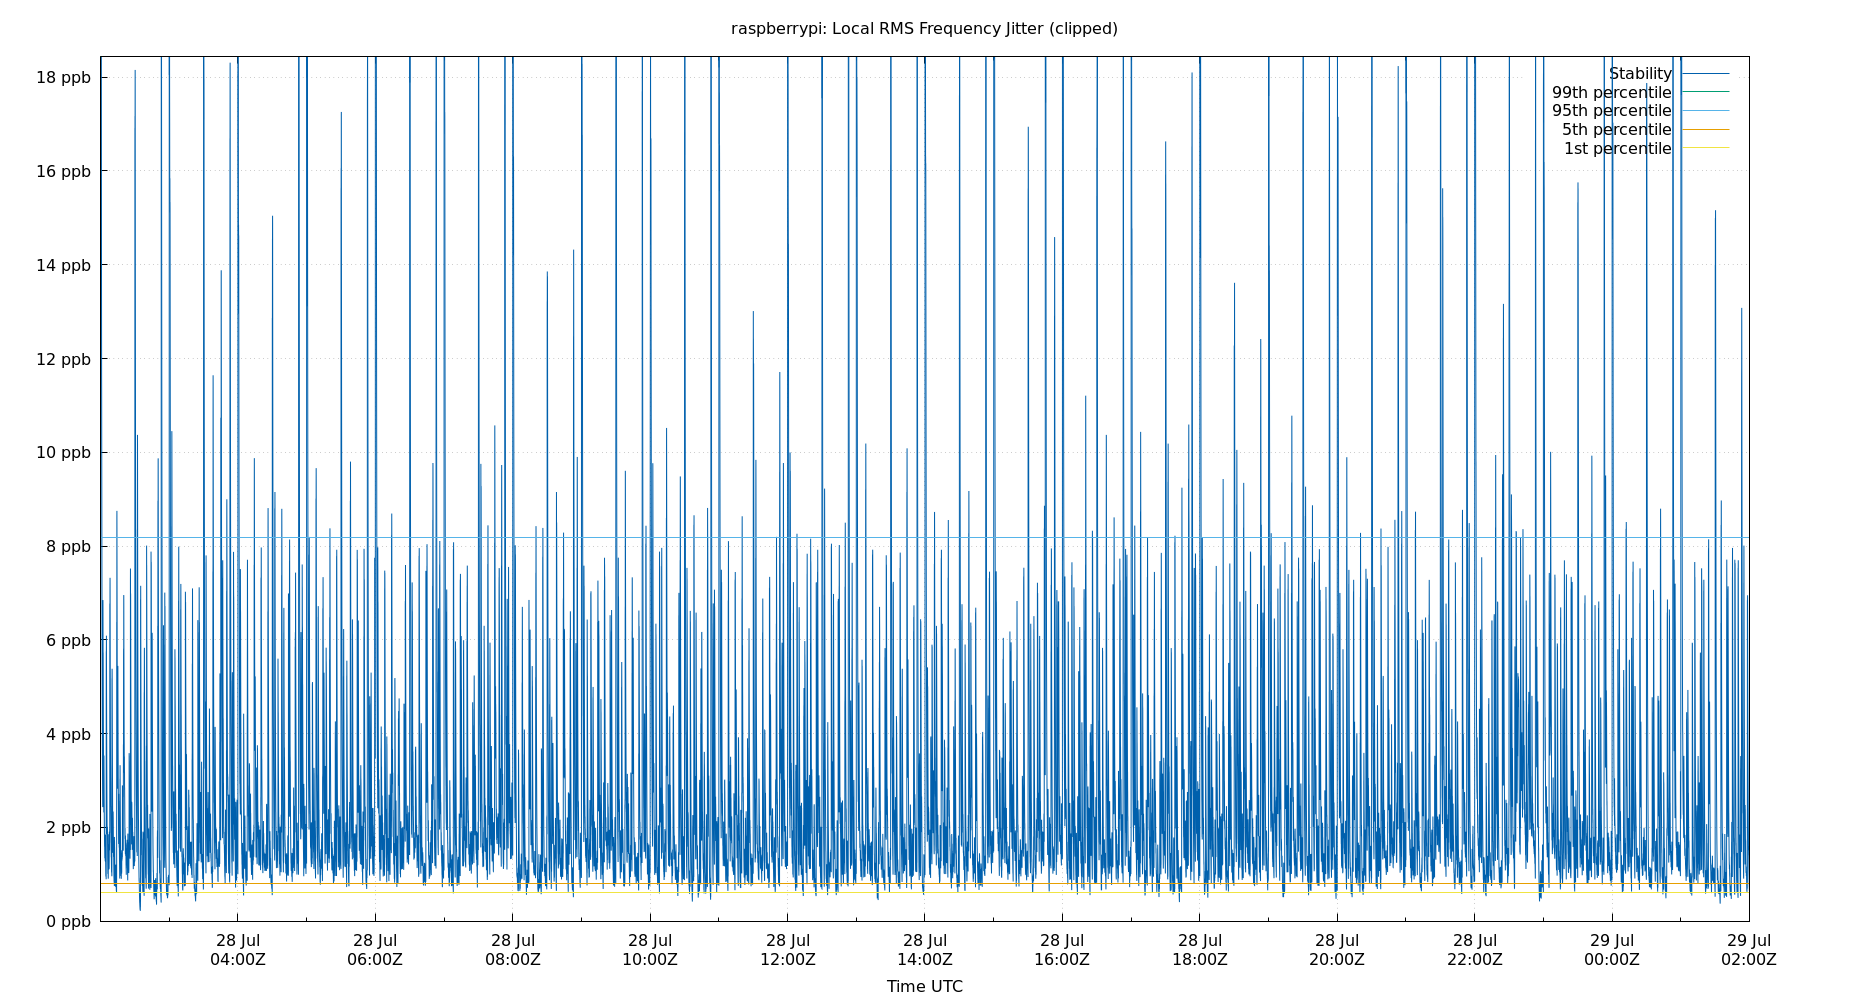 raspberrypi: Local RMS Frequency Jitter (clipped)
18 ppb
16 ppb
14 ppb
12 ppb
10 ppb
8 ppb
6 ppb
4 ppb
2 ppb
0 ppb
Stability
99th percentile
95th percentile
5th percentile
1st percentile
28 Jul 28 Jul 28 Jul 28 Jul 28 Jul 28 Jul 28 Jul 28 Jul 28 Jul 28 Jul 29 Jul 29 Jul
04:00Z 06:00Z 08:00Z 10:00Z 12:00Z 14:00Z 16:00Z 18:00Z 20:00Z 22:00Z 00:00Z 02:00Z
Time UTC